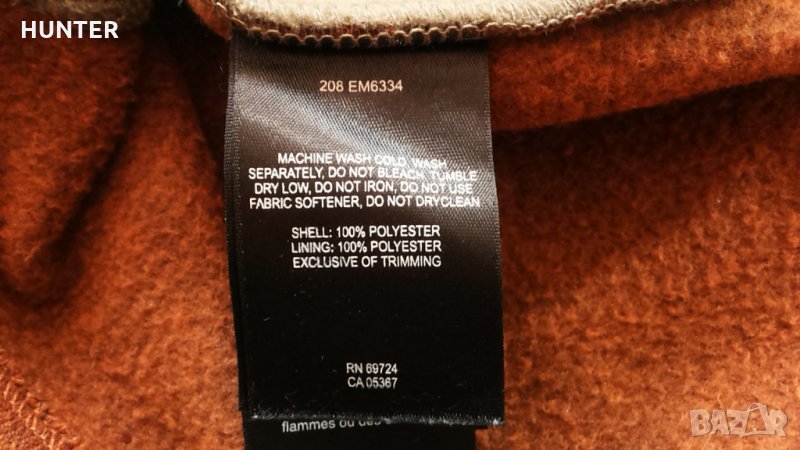 HUNTER
208 EM6334
MACHINE WASH COLD, WASH
SEPARATELY, DO NOT BLEACH, TUMBLE
DRY LOW, DO NOT IRON, DO NOT USE
FABRIC SOFTENER, DO NOT DRYCLEAN
SHELL: 100% POLYESTER
LINING: 100% POLYESTER
EXCLUSIVE OF TRIMMING
RN 69724
CA 05367
flammes ou des
BAZAR